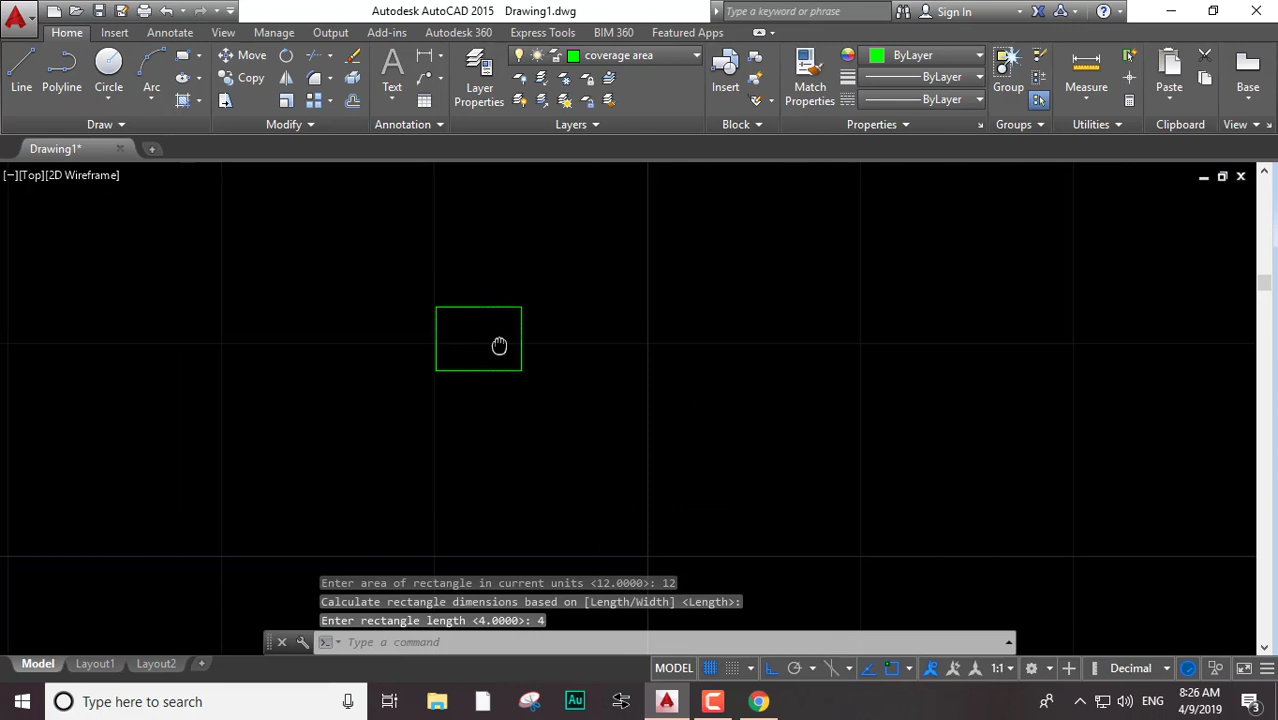 Autodesk AutoCAD 2015 Drawing1.dwg
Type a keyword or phrase
Sign In
Home Insert Annotate View Manage Output Add-ins Autodesk 360 Express Tools BIM 360 Featured Apps
Line
Polyline
Circle
Arc
Move
Copy
Text
Layer
Properties
coverage area
Insert
Match
Properties
ByLayer
ByLayer
ByLayer
Group
Measure
Paste
Base
Draw
Modify
Annotation
Layers
Block
Properties
Groups
Utilities
Clipboard
View
Drawing1*
[−][Top][2D Wireframe]
Enter area of rectangle in current units <12.0000>: 12
Calculate rectangle dimensions based on [Length/Width] <Length>:
Enter rectangle length <4.0000>: 4
Type a command
Model Layout1 Layout2
MODEL
1:1
Decimal
Type here to search
Au
ENG
8:26 AM
4/9/2019
3